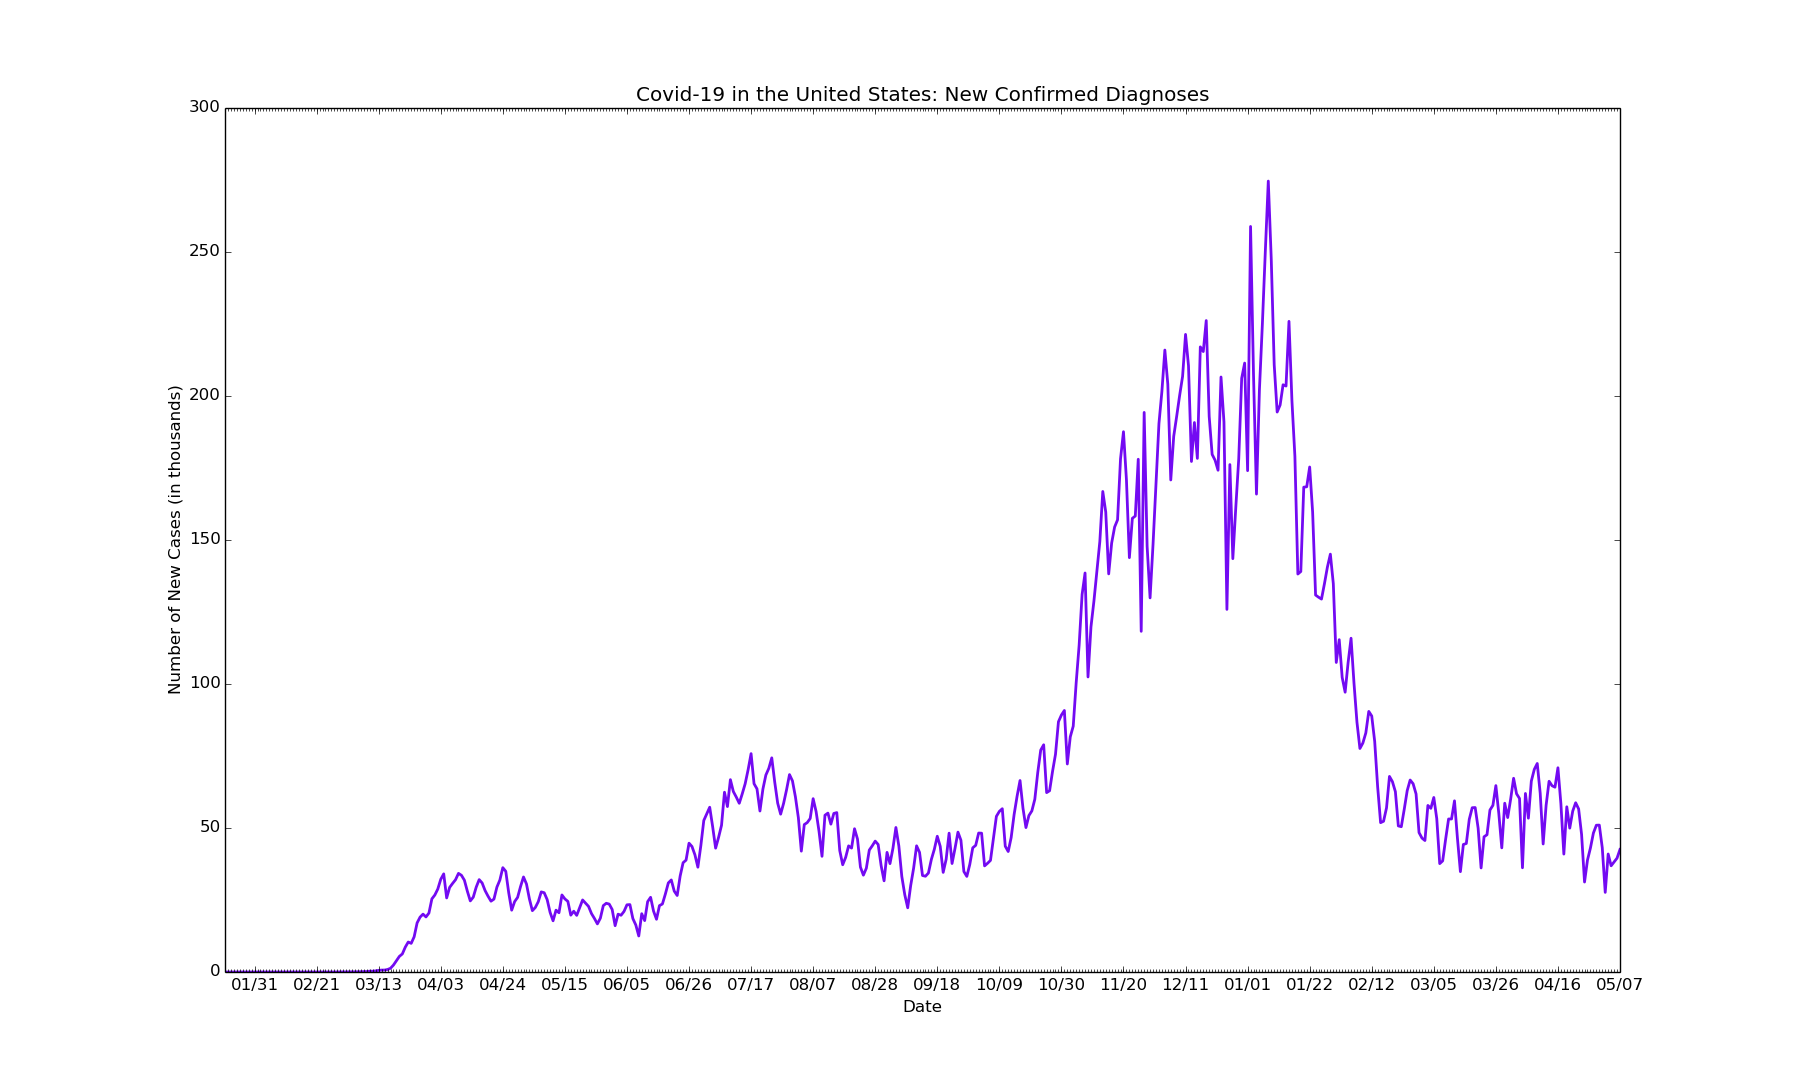 Covid-19 in the United States: New Confirmed Diagnoses
300
250
200
150
100
50
0
Number of New Cases (in thousands)
01/31 02/21 03/13 04/03 04/24 05/15 06/05 06/26 07/17 08/07 08/28 09/18 10/09 10/30 11/20 12/11 01/01 01/22 02/12 03/05 03/26 04/16 05/07
Date